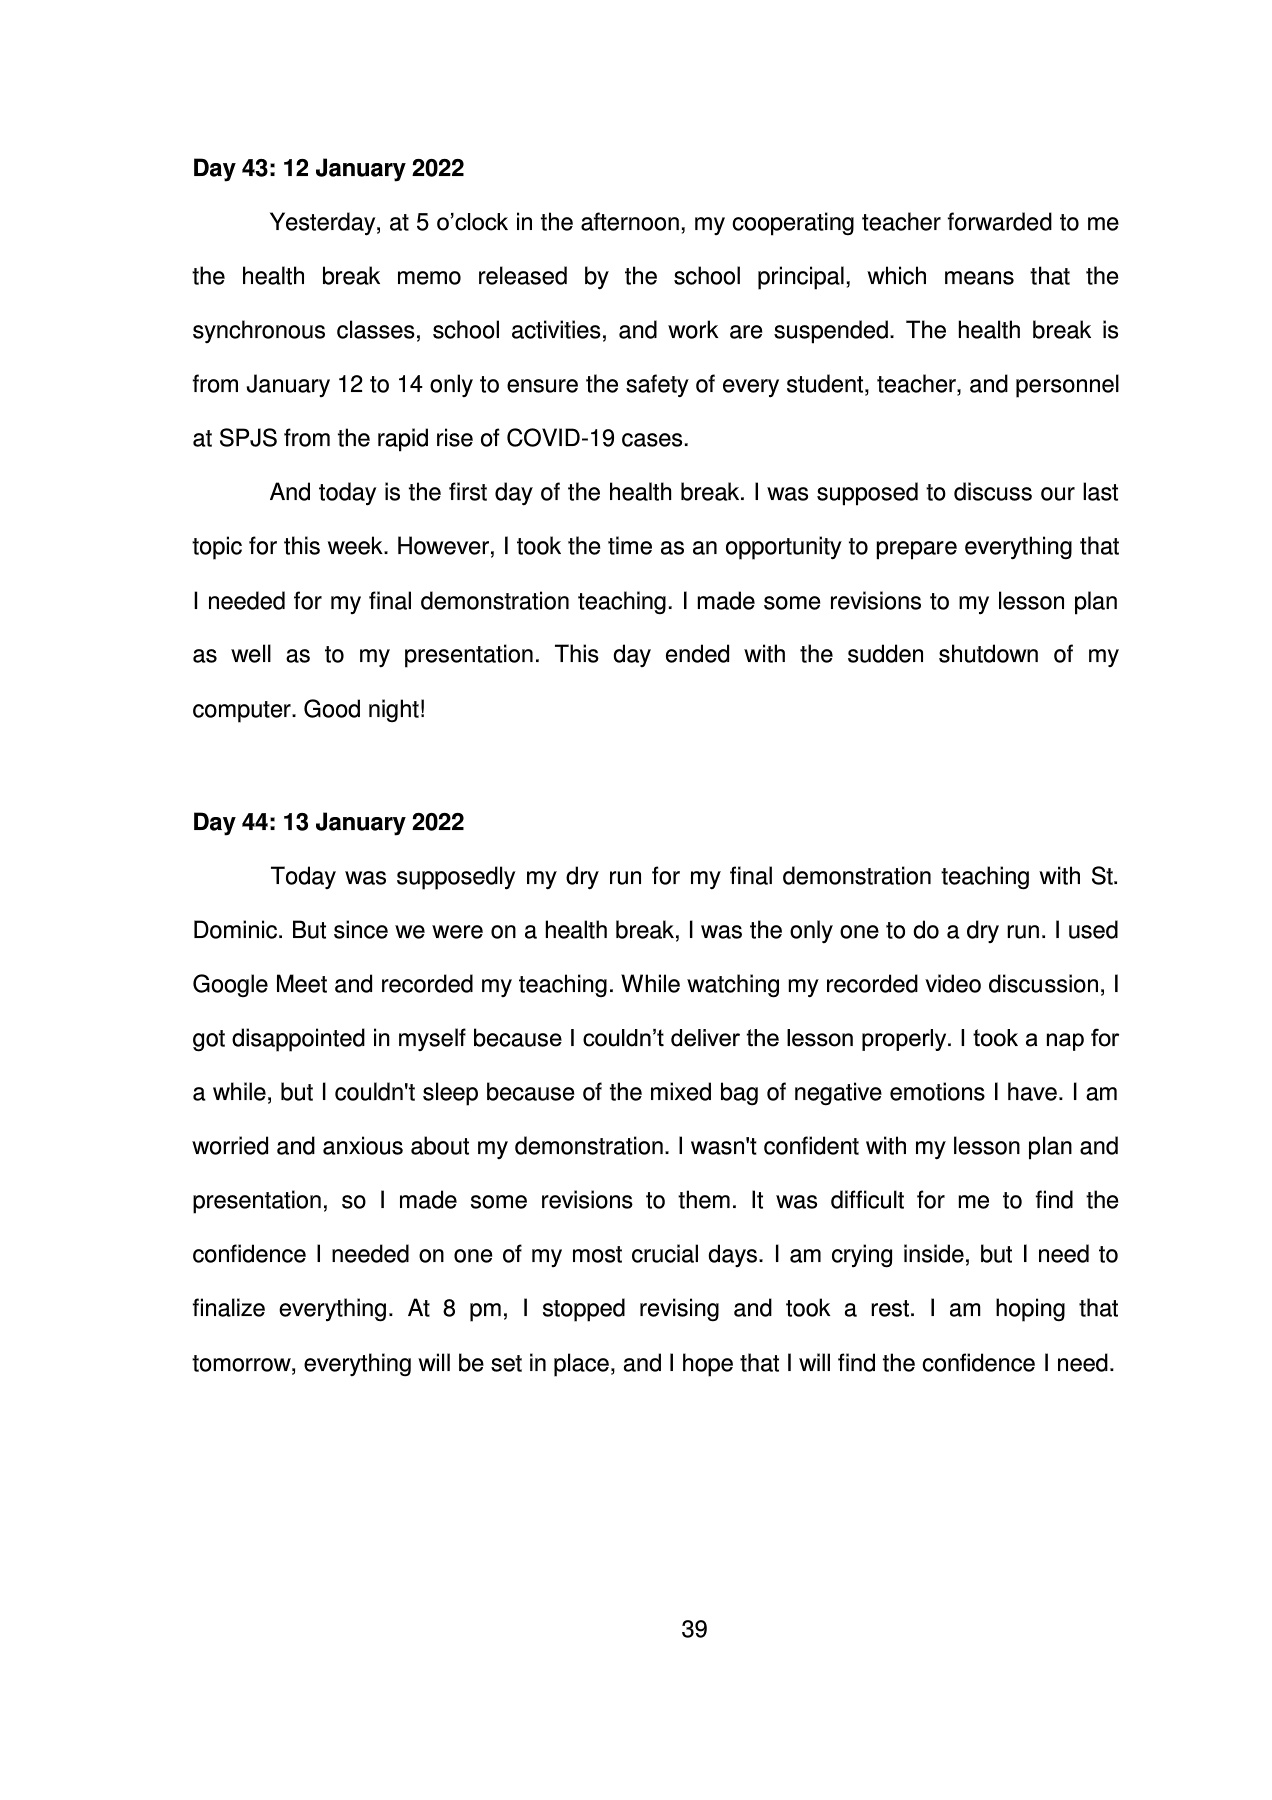 Day 43: 12 January 2022
Yesterday, at 5 o’clock in the afternoon, my cooperating teacher forwarded to me
the health break memo released by the school principal, which means that the
synchronous classes, school activities, and work are suspended. The health break is
from January 12 to 14 only to ensure the safety of every student, teacher, and personnel
at SPJS from the rapid rise of COVID-19 cases.
And today is the first day of the health break. I was supposed to discuss our last
topic for this week. However, I took the time as an opportunity to prepare everything that
I needed for my final demonstration teaching. I made some revisions to my lesson plan
as well as to my presentation. This day ended with the sudden shutdown of my
computer. Good night!
Day 44: 13 January 2022
Today was supposedly my dry run for my final demonstration teaching with St.
Dominic. But since we were on a health break, I was the only one to do a dry run. I used
Google Meet and recorded my teaching. While watching my recorded video discussion, I
got disappointed in myself because I couldn’t deliver the lesson properly. I took a nap for
a while, but I couldn't sleep because of the mixed bag of negative emotions I have. I am
worried and anxious about my demonstration. I wasn't confident with my lesson plan and
presentation, so I made some revisions to them. It was difficult for me to find the
confidence I needed on one of my most crucial days. I am crying inside, but I need to
finalize everything. At 8 pm, I stopped revising and took a rest. I am hoping that
tomorrow, everything will be set in place, and I hope that I will find the confidence I need.
39